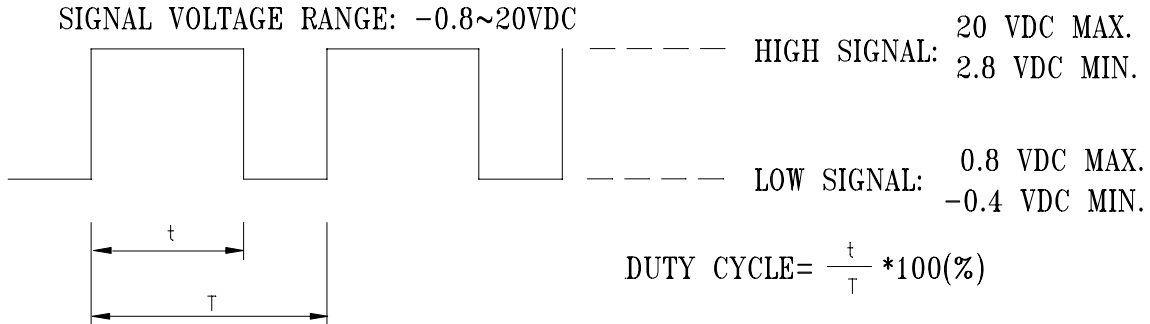 SIGNAL VOLTAGE RANGE: -0.8~20VDC
HIGH SIGNAL: 20 VDC MAX.
2.8 VDC MIN.
LOW SIGNAL: 0.8 VDC MAX.
-0.4 VDC MIN.
t
T
DUTY CYCLE= t/T *100(%)